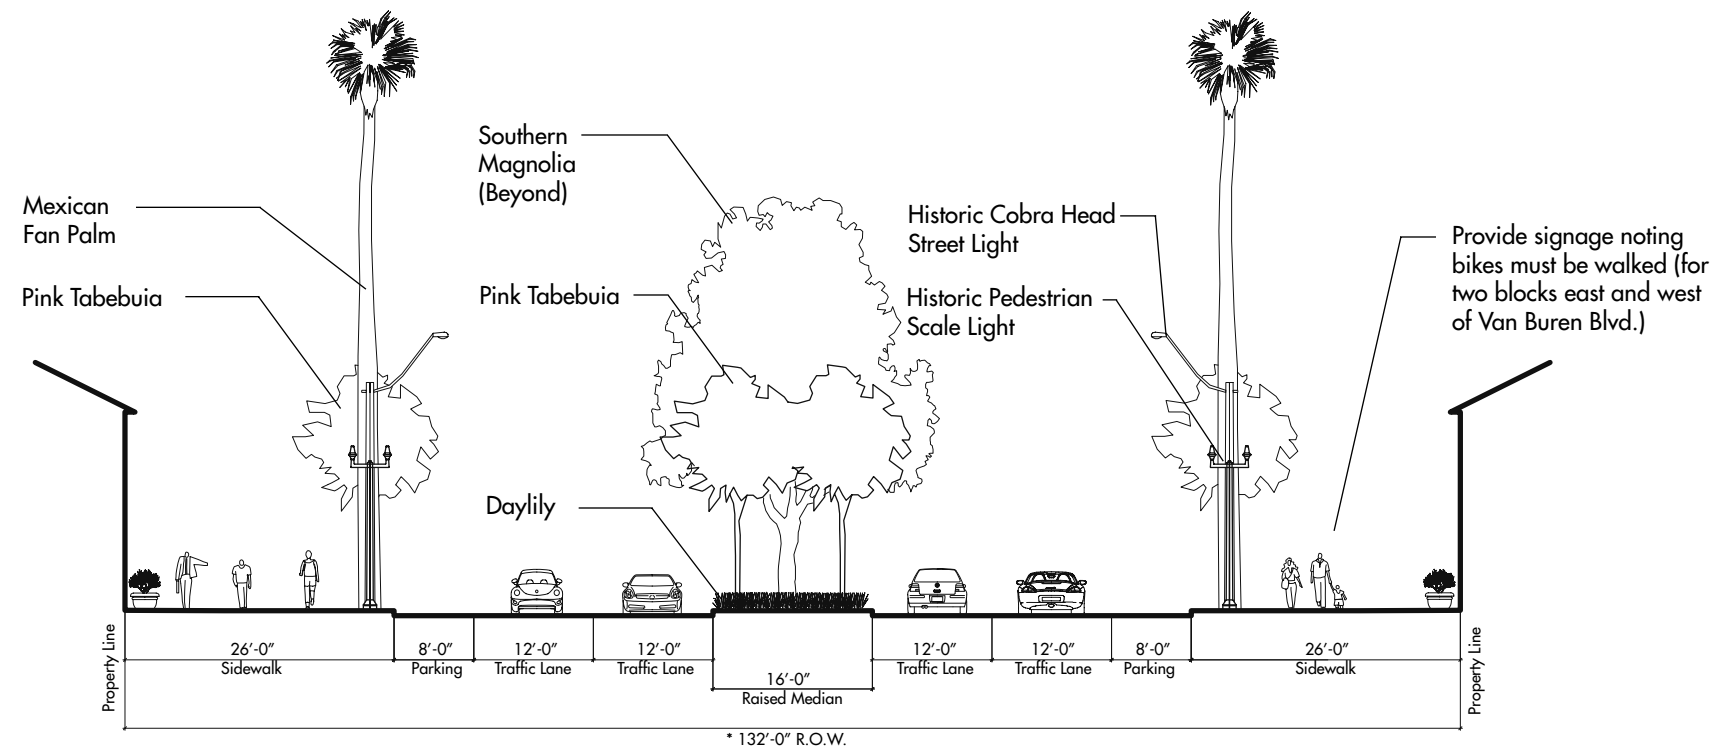 Southern
Magnolia
(Beyond)
Mexican
Fan Palm
Historic Cobra Head
Street Light
Provide signage noting
bikes must be walked (for
two blocks east and west
of Van Buren Blvd.)
Pink Tabebuia
Pink Tabebuia
Historic Pedestrian
Scale Light
Daylily
Property Line
26’-0”
Sidewalk
8’-0”
Parking
12’-0”
Traffic Lane
12’-0”
Traffic Lane
16’-0”
Raised Median
12’-0”
Traffic Lane
12’-0”
Traffic Lane
8’-0”
Parking
26’-0”
Sidewalk
Property Line
* 132’-0” R.O.W.